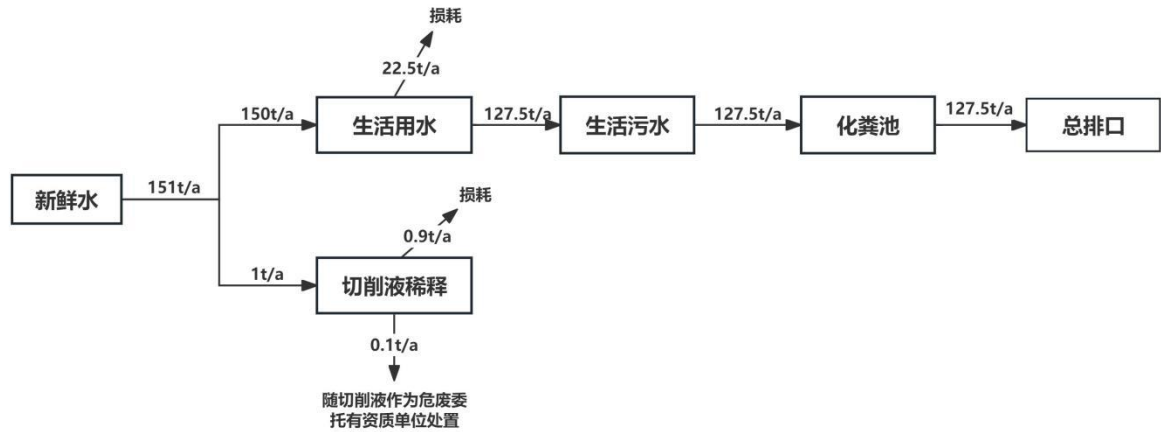 损耗
22.5t/a
150t/a
生活用水
127.5t/a
生活污水
127.5t/a
化粪池
127.5t/a
总排口
新鲜水
151t/a
损耗
0.9t/a
1t/a
切削液稀释
0.1t/a
随切削液作为危废委
托有资质单位处置